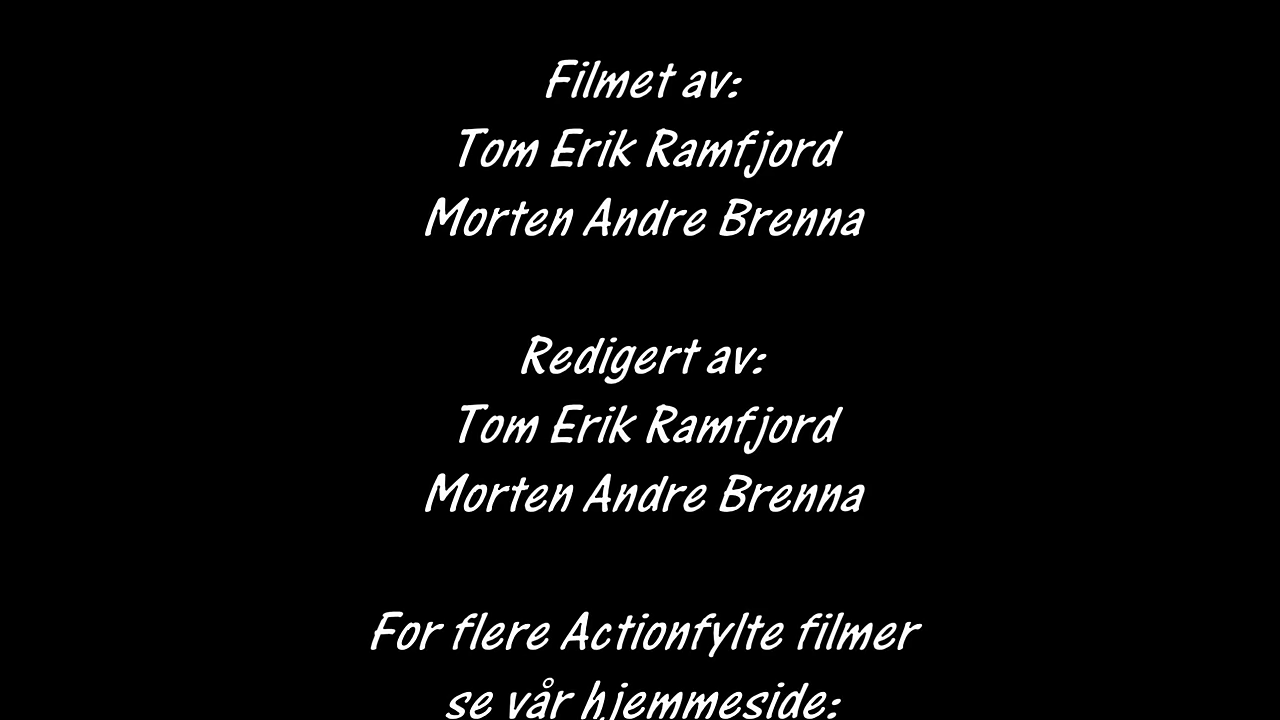 Filmet av:
Tom Erik Ramfjord
Morten Andre Brenna
Redigert av:
Tom Erik Ramfjord
Morten Andre Brenna
For flere Actionfylte filmer
se vår hjemmeside: